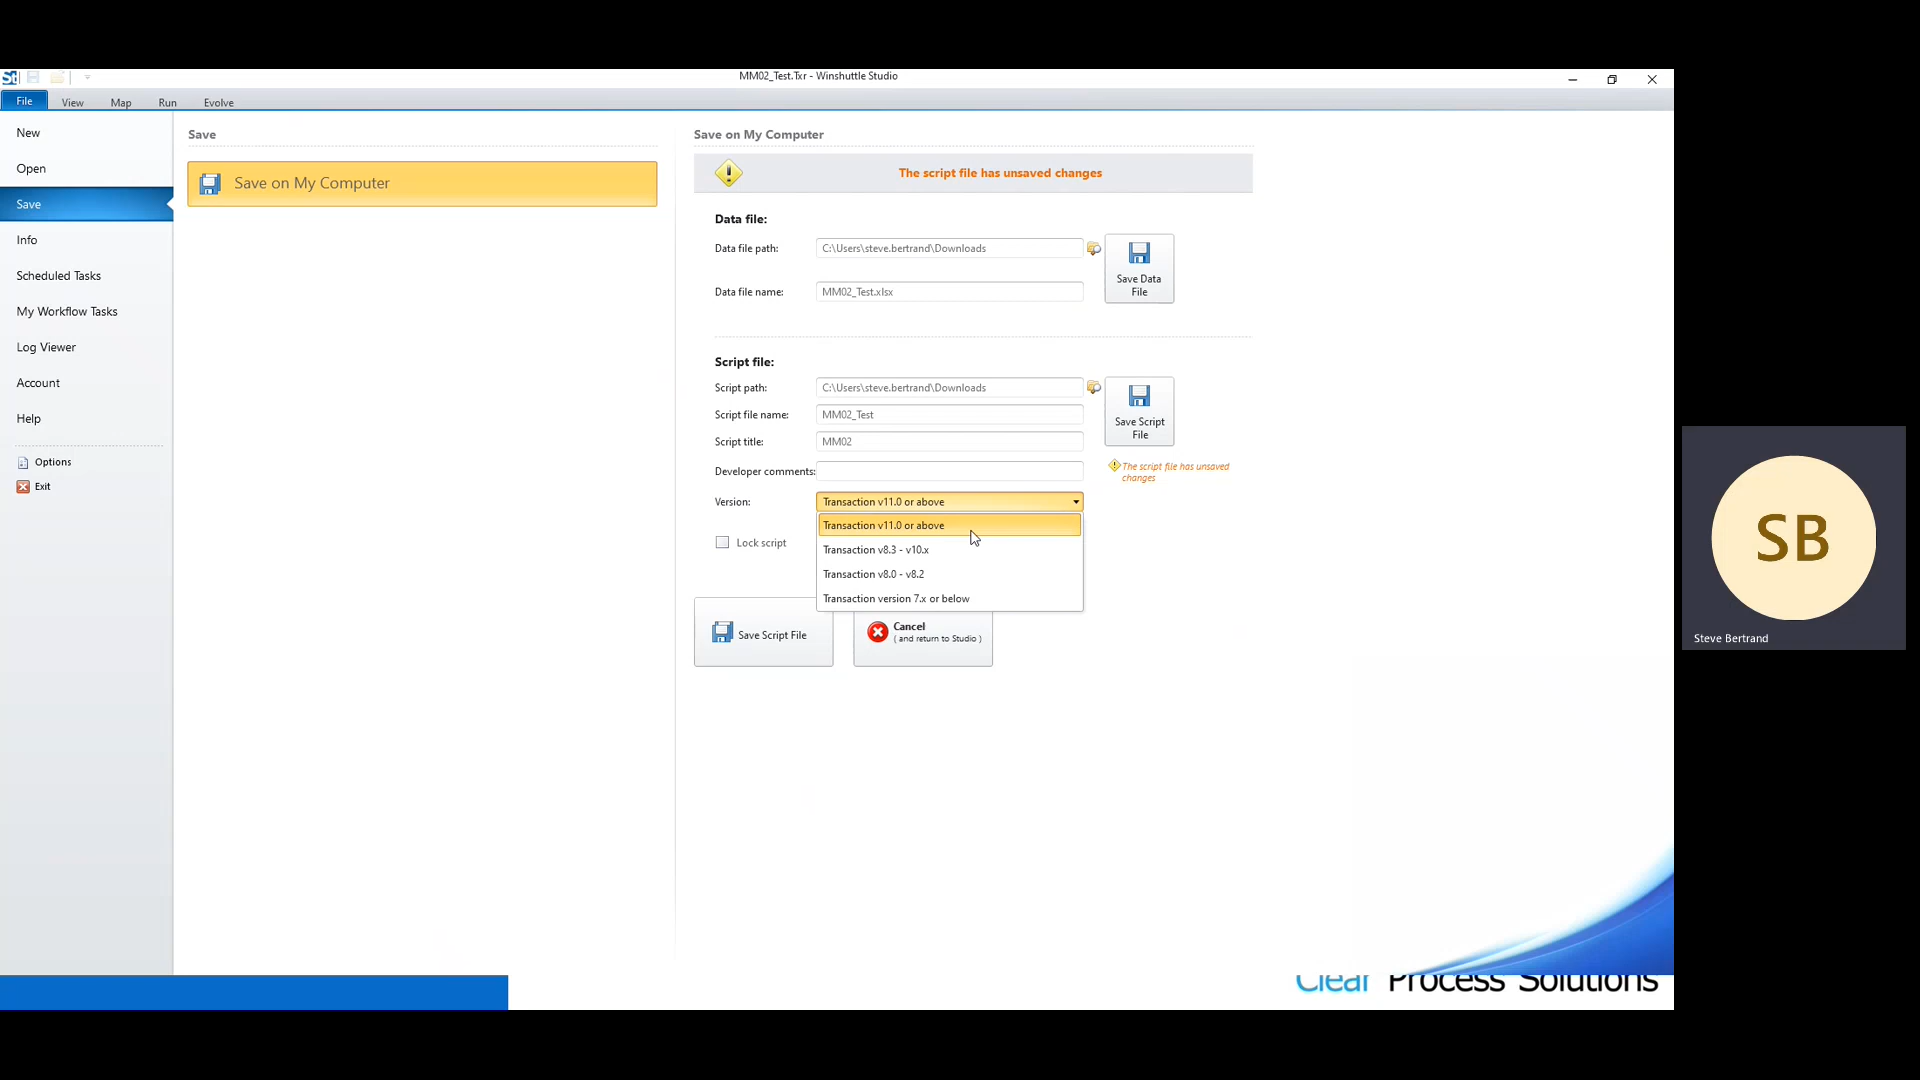 St
MM02_Test.Txr - Winshuttle Studio
File
View
Map
Run
Evolve
New
Open
Save
Info
Scheduled Tasks
My Workflow Tasks
Log Viewer
Account
Help
Options
Exit
Save
Save on My Computer
Save on My Computer
The script file has unsaved changes
Data file:
Data file path:
C:\Users\steve.bertrand\Downloads
Save Data
File
Data file name:
MM02_Test.xlsx
Script file:
Script path:
C:\Users\steve.bertrand\Downloads
Save Script
File
Script file name:
MM02_Test
Script title:
MM02
Developer comments:
The script file has unsaved
changes
Version:
Transaction v11.0 or above
Transaction v11.0 or above
Transaction v8.3 - v10.x
Transaction v8.0 - v8.2
Transaction version 7.x or below
Lock script
Save Script File
Cancel
( and return to Studio )
Clear Process Solutions
SB
Steve Bertrand